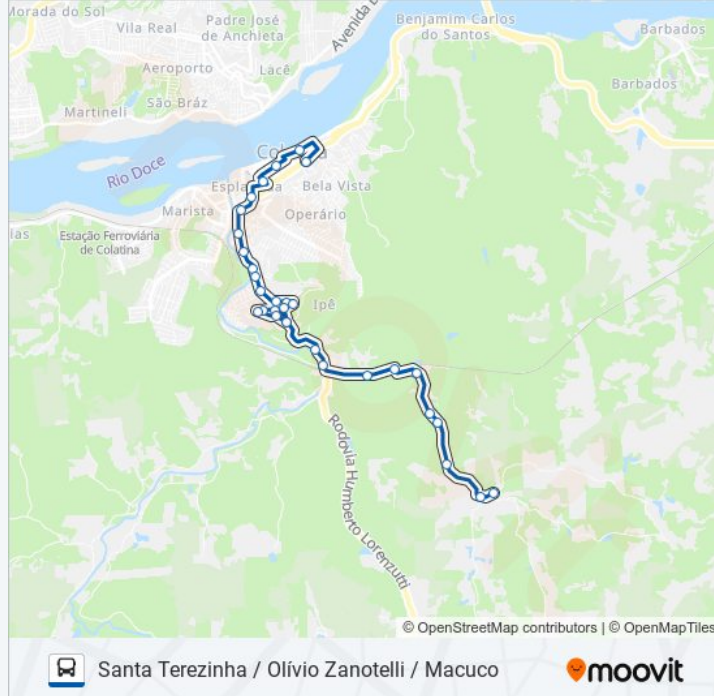 Morada do Sol
Padre José
de Anchieta
Vila Real
Avenida
Benjamim Carlos
do Santos
Barbados
Aeroporto
Lacê
Barbados
São Bráz
Martineli
Rio Doce
Colatina
Esplanada
Bela Vista
Marista
Operário
Estação Ferroviária
de Colatina
Ipê
Rodovia Humberto Lorenzutti
© OpenStreetMap contributors | © OpenMapTiles
Santa Terezinha / Olívio Zanotelli / Macuco
moovit